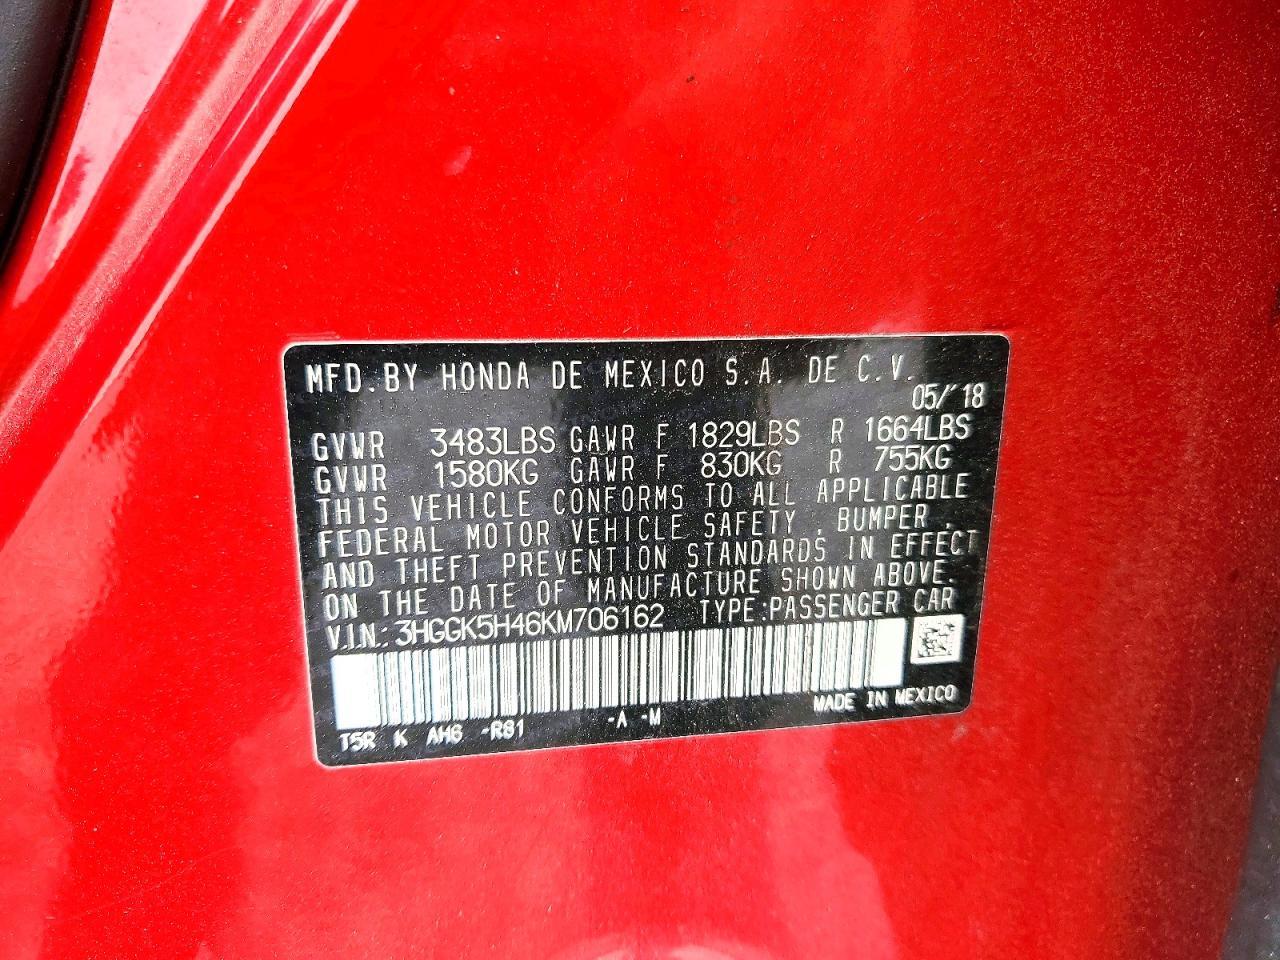 MFD.BY HONDA DE MEXICO S.A. DE C.V.
05/'18
GVWR 3483LBS GAWR F 1829LBS R 1664LBS
GVWR 1580KG GAWR F 830KG R 755KG
THIS VEHICLE CONFORMS TO ALL APPLICABLE
FEDERAL MOTOR VEHICLE SAFETY , BUMPER ,
AND THEFT PREVENTION STANDARDS IN EFFECT
ON THE DATE OF MANUFACTURE SHOWN ABOVE.
V.I.N.: 3HGGK5H46KM706162 TYPE:PASSENGER CAR
MADE IN MEXICO
T5R K AH6 -R81 -A -M